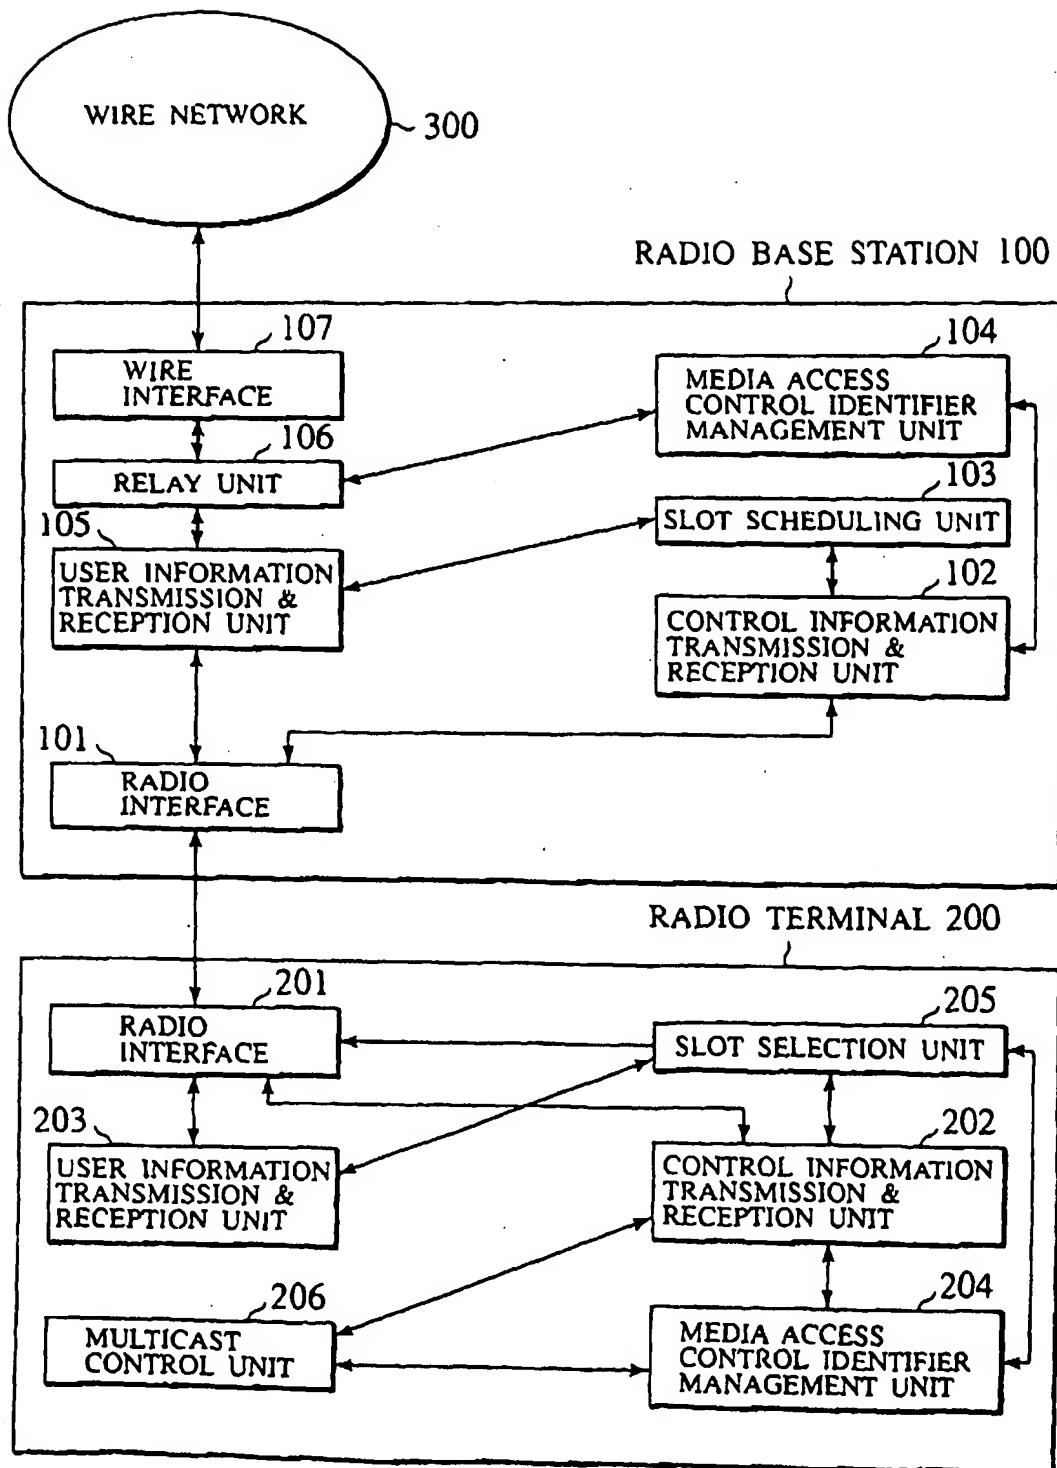 WIRE NETWORK
300
RADIO BASE STATION 100
107
WIRE
INTERFACE
104
MEDIA ACCESS
CONTROL IDENTIFIER
MANAGEMENT UNIT
106
RELAY UNIT
103
SLOT SCHEDULING UNIT
105
USER INFORMATION
TRANSMISSION &
RECEPTION UNIT
102
CONTROL INFORMATION
TRANSMISSION &
RECEPTION UNIT
101
RADIO
INTERFACE
RADIO TERMINAL 200
201
RADIO
INTERFACE
205
SLOT SELECTION UNIT
203
USER INFORMATION
TRANSMISSION &
RECEPTION UNIT
202
CONTROL INFORMATION
TRANSMISSION &
RECEPTION UNIT
206
MULTICAST
CONTROL UNIT
204
MEDIA ACCESS
CONTROL IDENTIFIER
MANAGEMENT UNIT